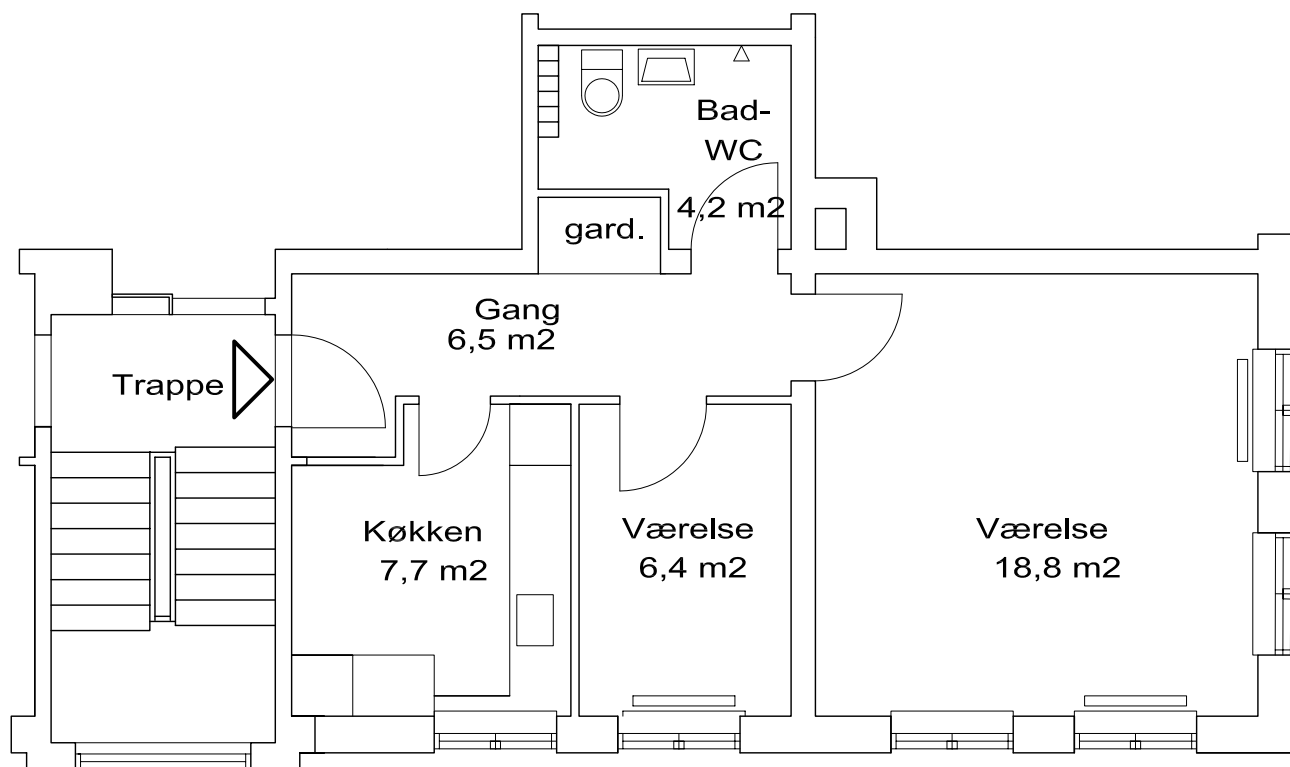 Bad-
WC
4,2 m2
gard.
Gang
6,5 m2
Trappe
Køkken
7,7 m2
Værelse
6,4 m2
Værelse
18,8 m2